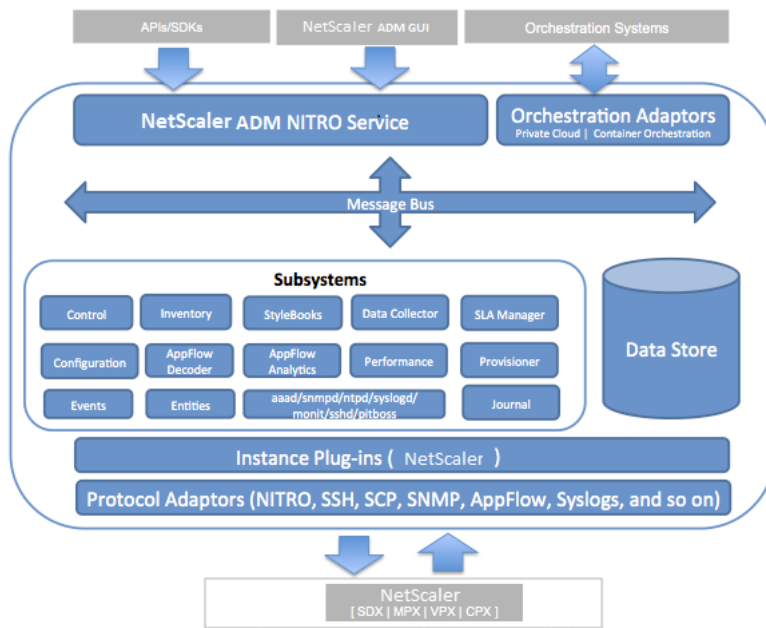 APIs/SDKs
NetScaler ADM GUI
Orchestration Systems
NetScaler ADM NITRO Service
Orchestration Adaptors
Private Cloud | Container Orchestration
Message Bus
Subsystems
Control
Inventory
StyleBooks
Data Collector
SLA Manager
Configuration
AppFlow
Decoder
AppFlow
Analytics
Performance
Provisioner
Events
Entities
aaad/snmpd/ntpd/syslogd/
monit/sshd/pitboss
Journal
Data Store
Instance Plug-ins ( NetScaler )
Protocol Adaptors (NITRO, SSH, SCP, SNMP, AppFlow, Syslogs, and so on)
NetScaler
[ SDX | MPX | VPX | CPX ]